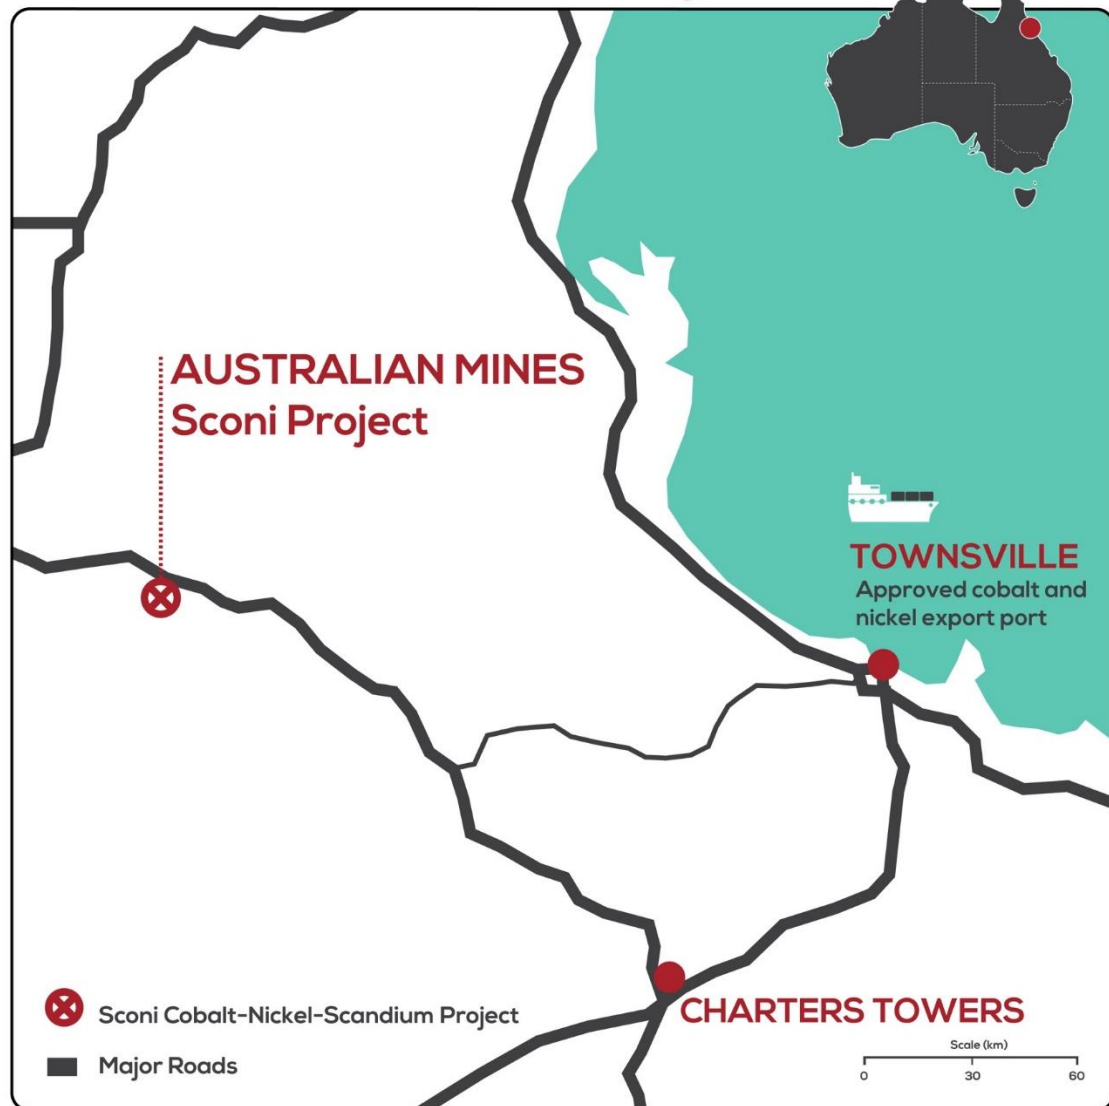 AUSTRALIAN MINES
Sconi Project
TOWNSVILLE
Approved cobalt and
nickel export port
CHARTERS TOWERS
Sconi Cobalt-Nickel-Scandium Project
Major Roads
Scale (km)
0 30 60